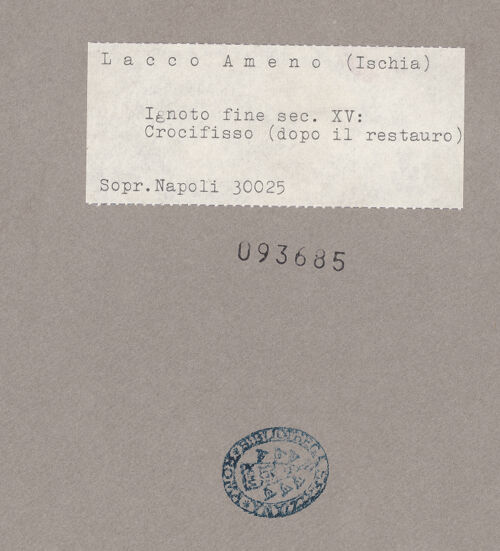 Lacco Ameno (Ischia)
Ignoto fine sec. XV:
Crocifisso (dopo il restauro)
Sopr.Napoli 30025
093685